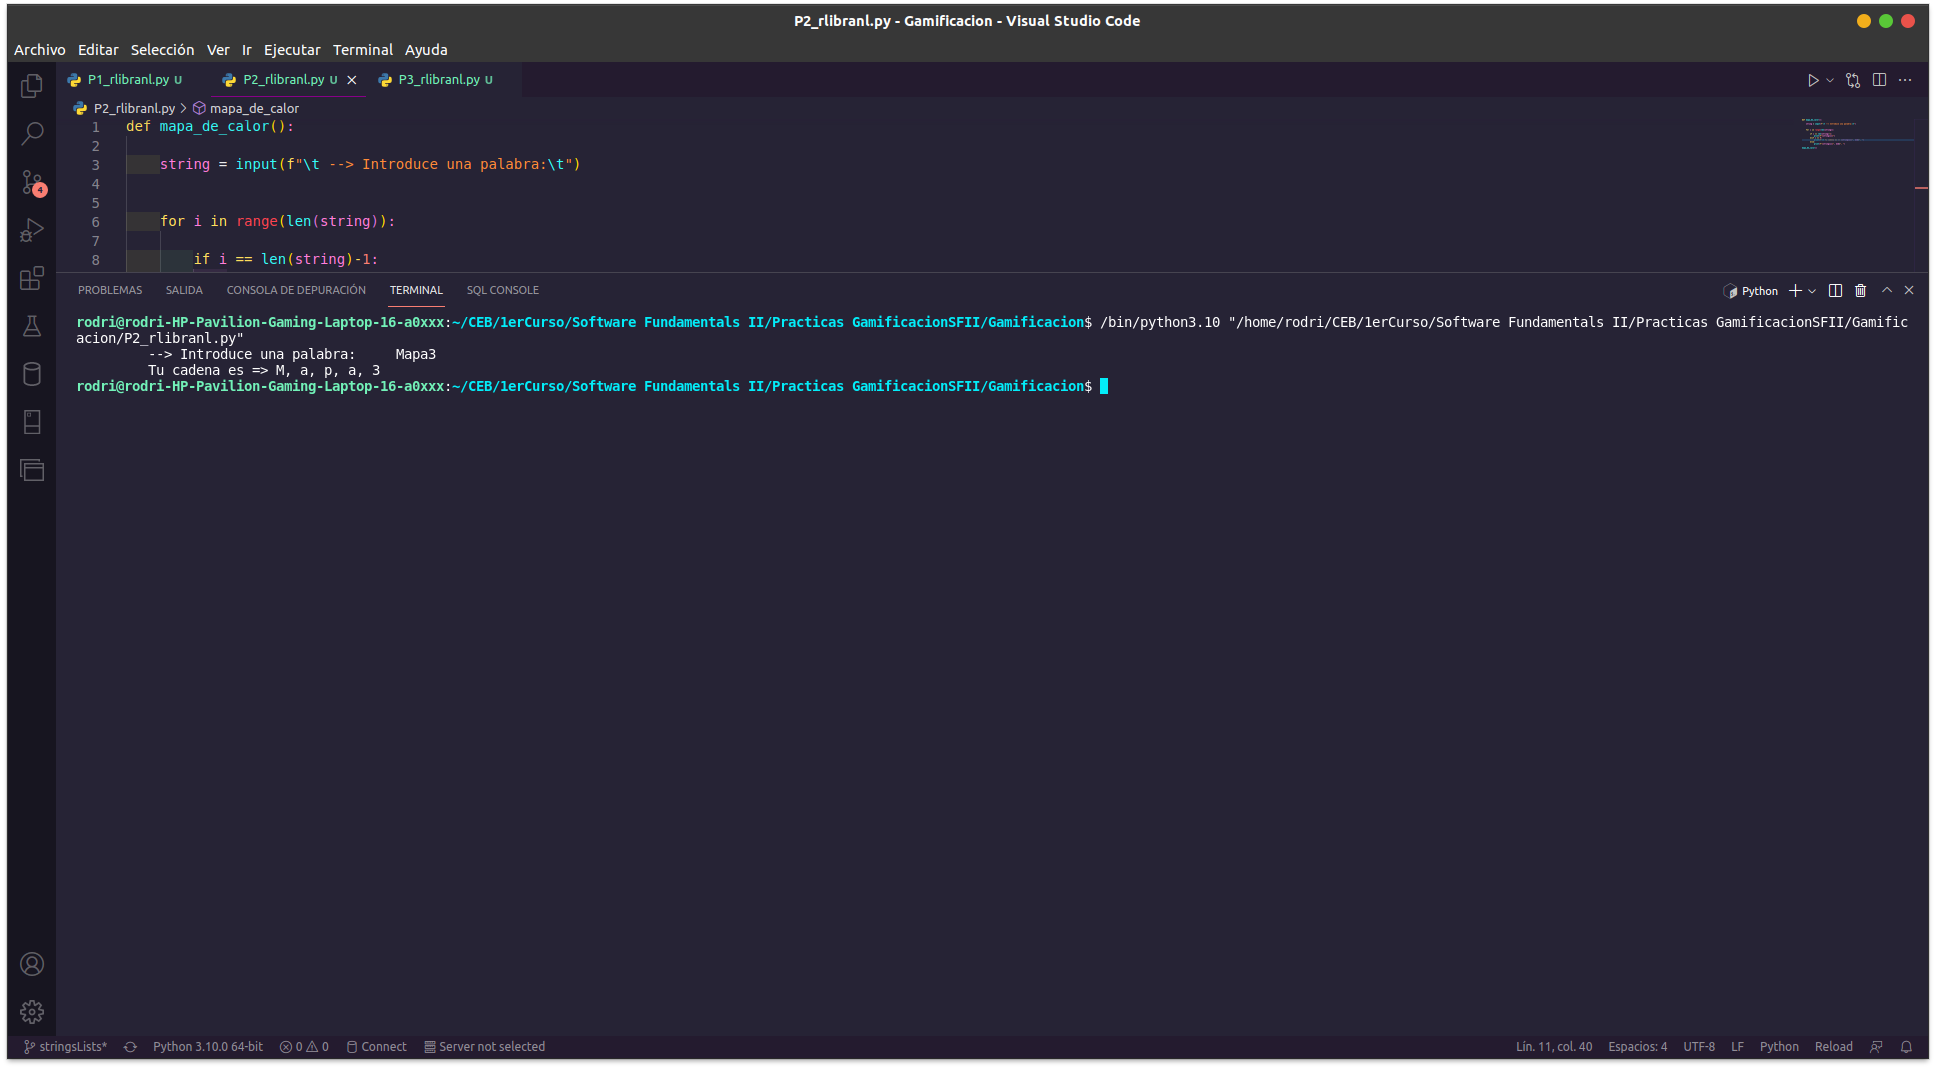 P2_rlibranl.py - Gamificacion - Visual Studio Code
Archivo Editar Selección Ver Ir Ejecutar Terminal Ayuda
P1_rlibranl.py U P2_rlibranl.py U P3_rlibranl.py U
P2_rlibranl.py > mapa_de_calor
1 def mapa_de_calor():
2
3 string = input(f"\t --> Introduce una palabra:\t")
4
5
6 for i in range(len(string)):
7
8 if i == len(string)-1:
4
PROBLEMAS SALIDA CONSOLA DE DEPURACIÓN TERMINAL SQL CONSOLE Python
rodri@rodri-HP-Pavilion-Gaming-Laptop-16-a0xxx:~/CEB/1erCurso/Software Fundamentals II/Practicas GamificacionSFII/Gamificacion$ /bin/python3.10 "/home/rodri/CEB/1erCurso/Software Fundamentals II/Practicas GamificacionSFII/Gamific
acion/P2_rlibranl.py"
--> Introduce una palabra: Mapa3
Tu cadena es => M, a, p, a, 3
rodri@rodri-HP-Pavilion-Gaming-Laptop-16-a0xxx:~/CEB/1erCurso/Software Fundamentals II/Practicas GamificacionSFII/Gamificacion$
stringsLists* Python 3.10.0 64-bit 0 0 Connect Server not selected Lín. 11, col. 40 Espacios: 4 UTF-8 LF Python Reload